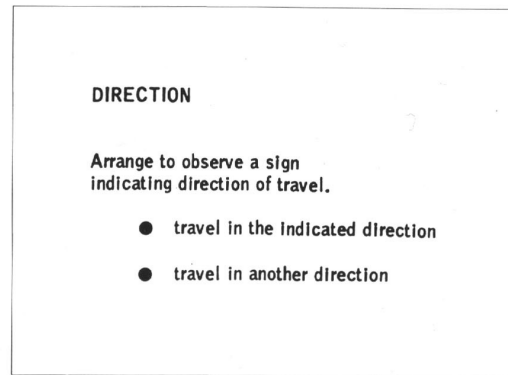 DIRECTION
Arrange to observe a sign
indicating direction of travel.
● travel in the indicated direction
● travel in another direction